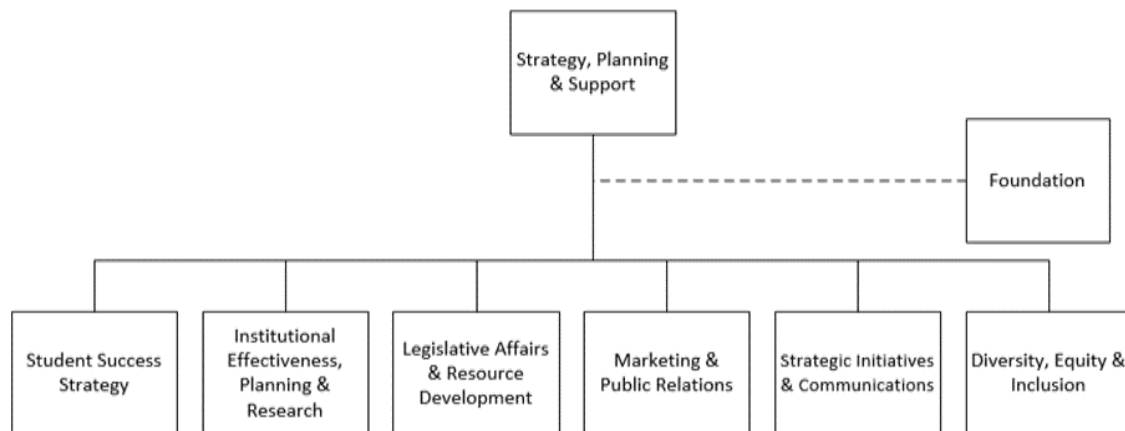 Strategy, Planning
& Support
Foundation
Student Success
Strategy
Institutional
Effectiveness,
Planning &
Research
Legislative Affairs
& Resource
Development
Marketing &
Public Relations
Strategic Initiatives
& Communications
Diversity, Equity &
Inclusion